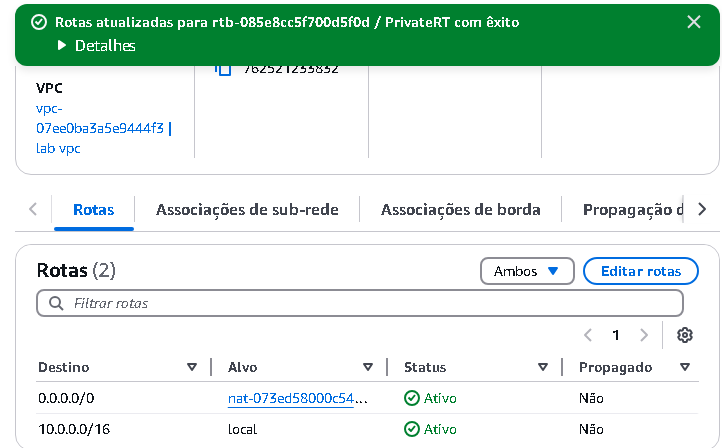 Rotas atualizadas para rtb-085e8cc5f700d5f0d / PrivateRT com êxito
Detalhes
762521233832
VPC
vpc-
07ee0ba3a5e9444f3 |
lab vpc
Rotas
Associações de sub-rede
Associações de borda
Propagação d
Rotas (2)
Ambos
Editar rotas
Filtrar rotas
1
Destino Alvo Status Propagado
0.0.0.0/0 nat-073ed58000c54... Ativo Não
10.0.0.0/16 local Ativo Não